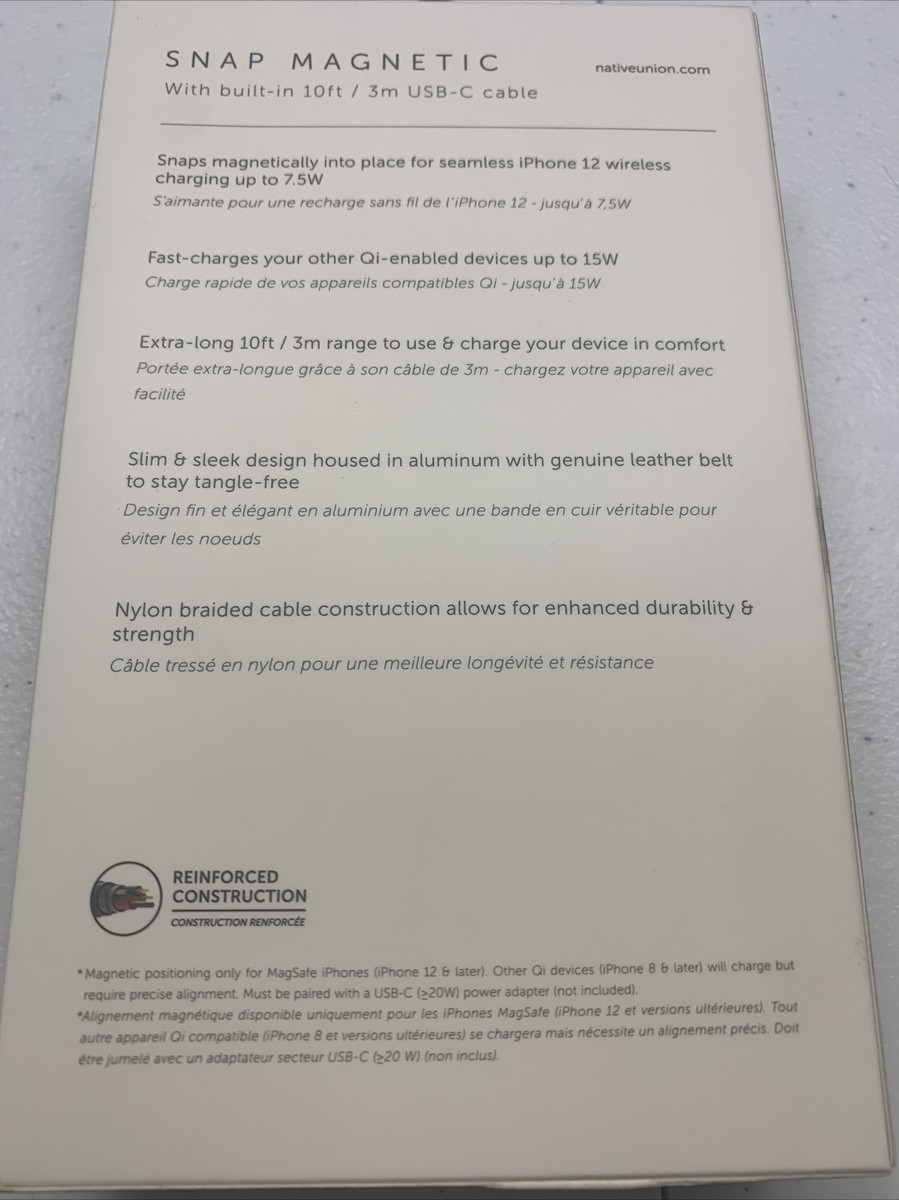 SNAP MAGNETIC
nativeunion.com
With built-in 10ft / 3m USB-C cable
Snaps magnetically into place for seamless iPhone 12 wireless
charging up to 7.5W
S'aimante pour une recharge sans fil de l'iPhone 12 - jusqu'à 7,5W
Fast-charges your other Qi-enabled devices up to 15W
Charge rapide de vos appareils compatibles Qi - jusqu'à 15W
Extra-long 10ft / 3m range to use & charge your device in comfort
Portée extra-longue grâce à son câble de 3m - chargez votre appareil avec
facilité
Slim & sleek design housed in aluminum with genuine leather belt
to stay tangle-free
Design fin et élégant en aluminium avec une bande en cuir véritable pour
éviter les noeuds
Nylon braided cable construction allows for enhanced durability &
strength
Câble tressé en nylon pour une meilleure longévité et résistance
REINFORCED
CONSTRUCTION
CONSTRUCTION RENFORCÉE
*Magnetic positioning only for MagSafe iPhones (iPhone 12 & later). Other Qi devices (iPhone 8 & later) will charge but
require precise alignment. Must be paired with a USB-C (≥20W) power adapter (not included).
*Alignement magnétique disponible uniquement pour les iPhones MagSafe (iPhone 12 et versions ultérieures). Tout
autre appareil Qi compatible (iPhone 8 et versions ultérieures) se chargera mais nécessite un alignement précis. Doit
être jumelé avec un adaptateur secteur USB-C (≥20 W) (non inclus).